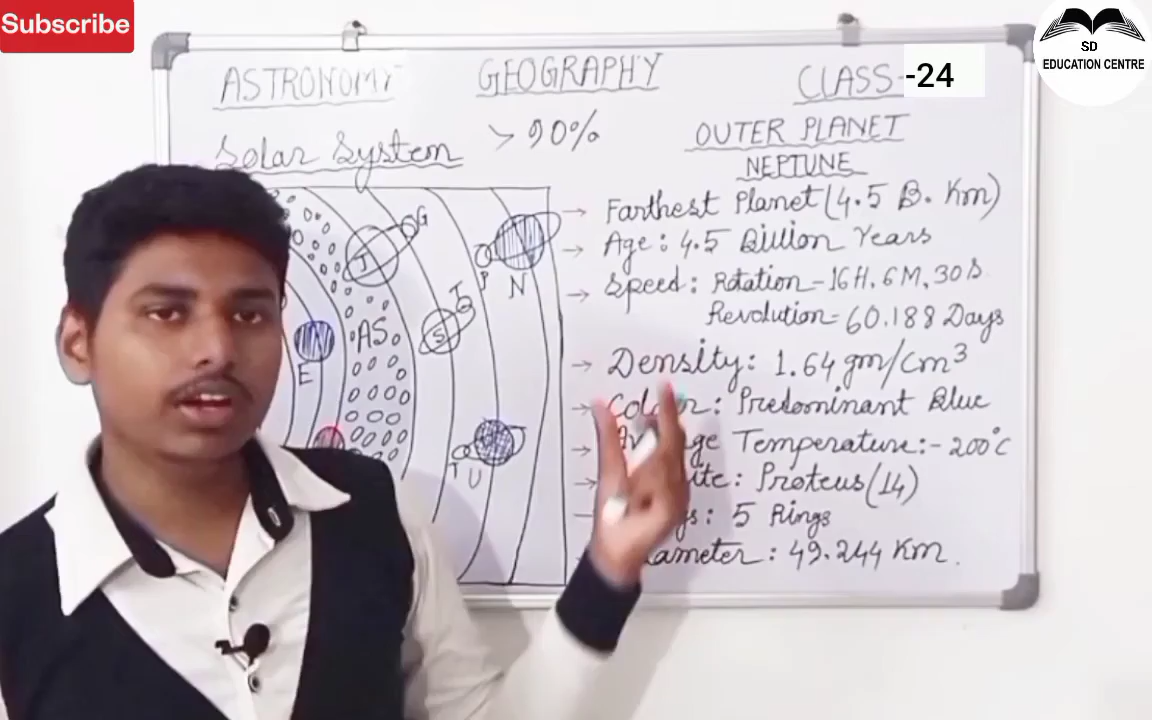 Subscribe
SD
EDUCATION CENTRE
ASTRONOMY
GEOGRAPHY
CLASS-24
Solar System
> 90%
OUTER PLANET
NEPTUNE
→ Farthest Planet (4.5 B. Km)
→ Age: 4.5 Billion Years
→ Speed: Rotation - 16H, 6M, 30S
Revolution - 60.188 Days
→ Density: 1.64 gm/cm³
→ Colour: Predominant Blue
→ Average Temperature: - 200°C
→ Proteus (14)
5 Rings
: 49.244 Km.
G
J
P
N
T
S
AS
E
T
U